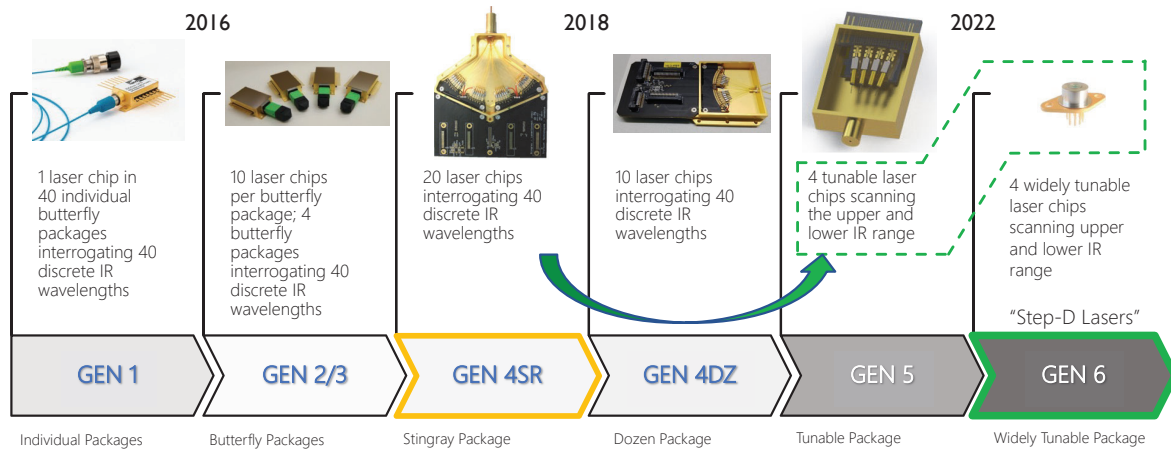 2016
2018
2022
1 laser chip in
40 individual
butterfly
packages
interrogating 40
discrete IR
wavelengths
10 laser chips
per butterfly
package; 4
butterfly
packages
interrogating 40
discrete IR
wavelengths
20 laser chips
interrogating 40
discrete IR
wavelengths
10 laser chips
interrogating 40
discrete IR
wavelengths
4 tunable laser
chips scanning
the upper and
lower IR range
4 widely tunable
laser chips
scanning upper
and lower IR
range
“Step-D Lasers”
GEN 1
GEN 2/3
GEN 4SR
GEN 4DZ
GEN 5
GEN 6
Individual Packages
Butterfly Packages
Stingray Package
Dozen Package
Tunable Package
Widely Tunable Package